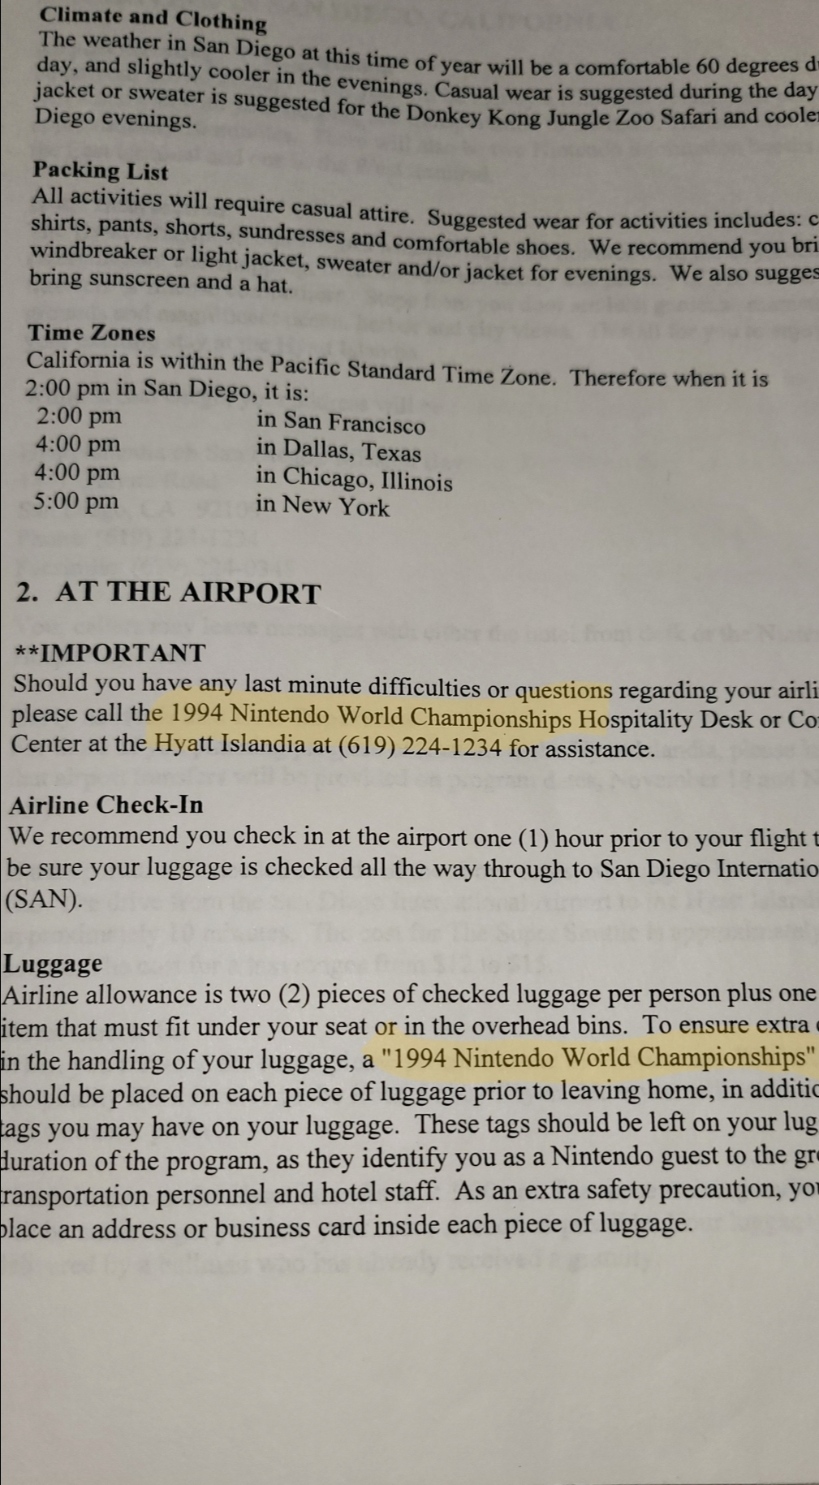 Climate and Clothing
The weather in San Diego at this time of year will be a comfortable 60 degrees
day, and slightly cooler in the evenings. Casual wear is suggested during the day
jacket or sweater is suggested for the Donkey Kong Jungle Zoo Safari and
Diego evenings.
Packing List
All activities will require casual attire. Suggested wear for activities includes:
shirts, pants, shorts, sundresses and comfortable shoes. We recommend you
windbreaker or light jacket, sweater and/or jacket for evenings. We also
bring sunscreen and a hat.
Time Zones
California is within the Pacific Standard Time Zone. Therefore when it is
2:00 pm in San Diego, it is:
2:00 pm in San Francisco
4:00 pm in Dallas, Texas
4:00 pm in Chicago, Illinois
5:00 pm in New York
2. AT THE AIRPORT
**IMPORTANT
Should you have any last minute difficulties or questions regarding your
please call the 1994 Nintendo World Championships Hospitality Desk or
Center at the Hyatt Islandia at (619) 224-1234 for assistance.
Airline Check-In
We recommend you check in at the airport one (1) hour prior to your flight
be sure your luggage is checked all the way through to San Diego
(SAN).
Luggage
Airline allowance is two (2) pieces of checked luggage per person plus one
item that must fit under your seat or in the overhead bins. To ensure extra
in the handling of your luggage, a "1994 Nintendo World Championships"
should be placed on each piece of luggage prior to leaving home, in
tags you may have on your luggage. These tags should be left on your
duration of the program, as they identify you as a Nintendo guest to the
transportation personnel and hotel staff. As an extra safety precaution,
place an address or business card inside each piece of luggage.